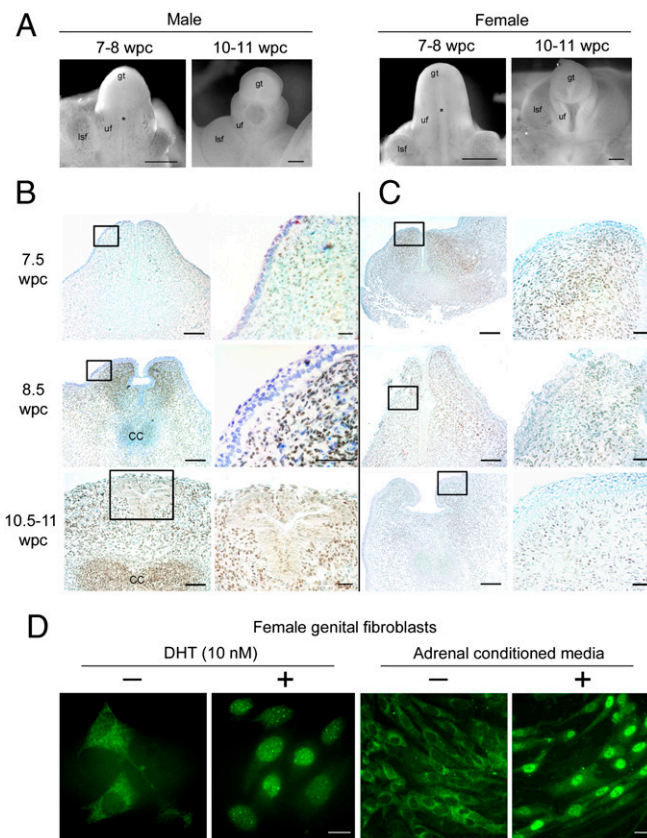 A
Male
Female
7-8 wpc
10-11 wpc
7-8 wpc
10-11 wpc
gt
*
uf
lsf
gt
uf
lsf
gt
*
uf
lsf
gt
lsf
uf
B
C
7.5
wpc
8.5
wpc
CC
10.5-11
wpc
CC
D
Female genital fibroblasts
DHT (10 nM)
Adrenal conditioned media
− + − +